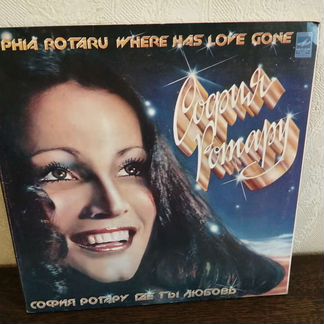 PHIA ROTARU WHERE HAS LOVE GONE
София
Ротару
СОФИЯ РОТАРУ ГДЕ ТЫ ЛЮБОВЬ